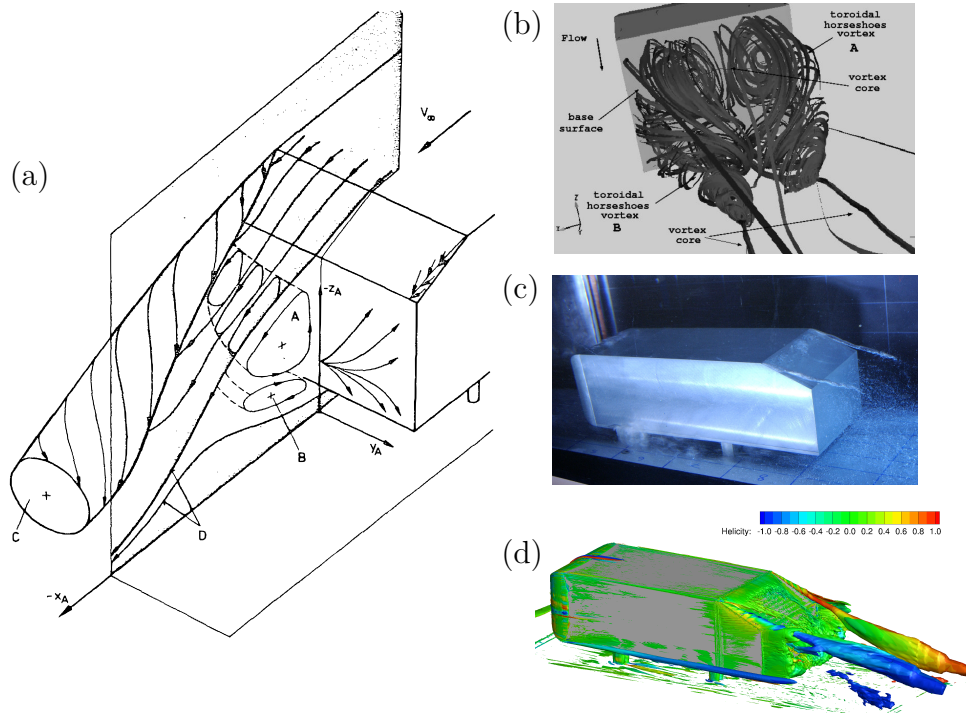 (a)
V∞
-zA
A
B
yA
C
D
-xA
(b)
Flow
toroidal
horseshoes
vortex
A
vortex
core
base
surface
toroidal
horseshoes
vortex
B
vortex
core
Z
(c)
Helicity: -1.0 -0.8 -0.6 -0.4 -0.2 0.0 0.2 0.4 0.6 0.8 1.0
(d)